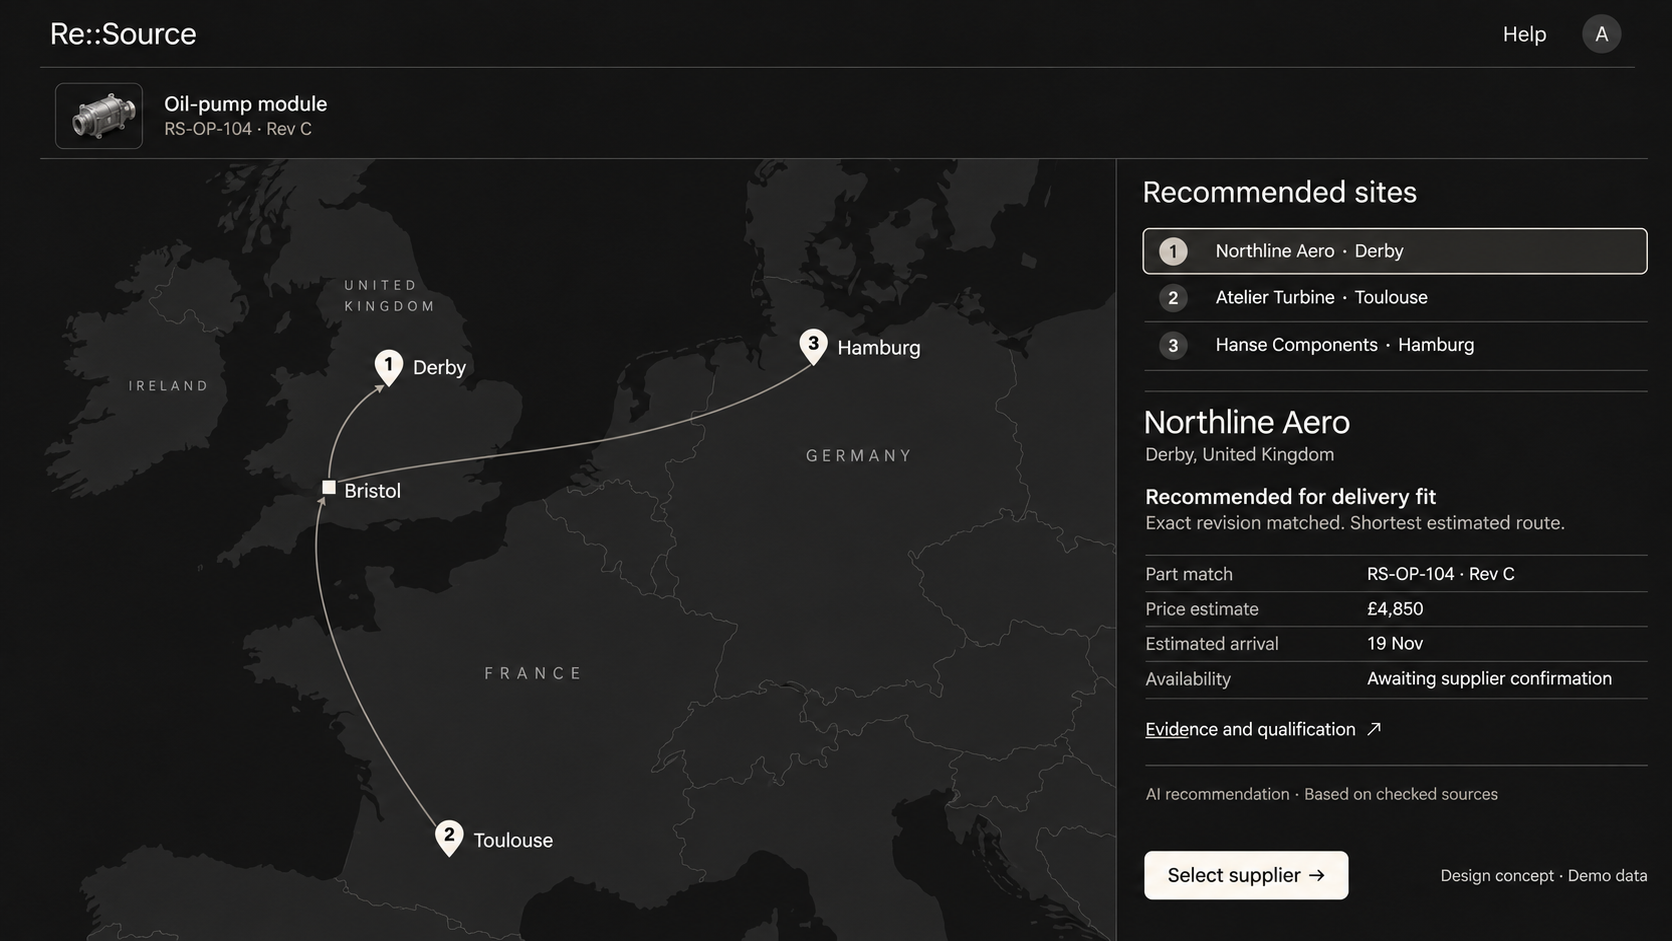 Re::Source
Help
A
Oil-pump module
RS-OP-104 · Rev C
UNITED
KINGDOM
IRELAND
1
Derby
3
Hamburg
GERMANY
Bristol
FRANCE
2
Toulouse
Recommended sites
1 Northline Aero · Derby
2 Atelier Turbine · Toulouse
3 Hanse Components · Hamburg
Northline Aero
Derby, United Kingdom
Recommended for delivery fit
Exact revision matched. Shortest estimated route.
Part match RS-OP-104 · Rev C
Price estimate £4,850
Estimated arrival 19 Nov
Availability Awaiting supplier confirmation
Evidence and qualification ↗
AI recommendation · Based on checked sources
Select supplier →
Design concept · Demo data